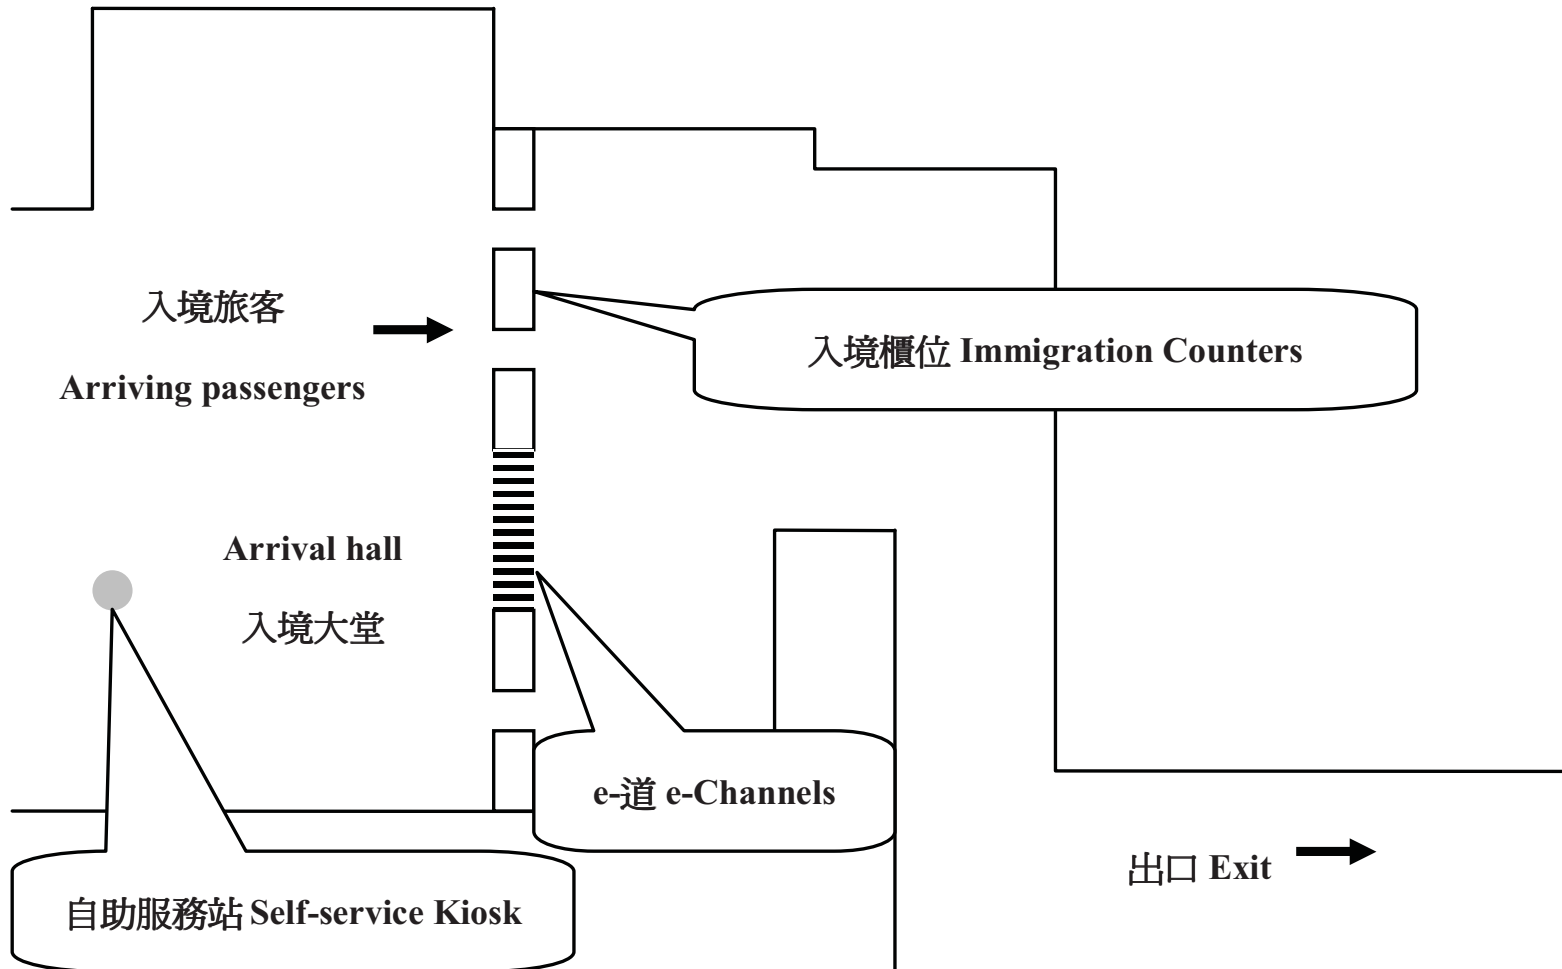 入境旅客
Arriving passengers
入境櫃位 Immigration Counters
Arrival hall
入境大堂
e-道 e-Channels
自助服務站 Self-service Kiosk
出口 Exit